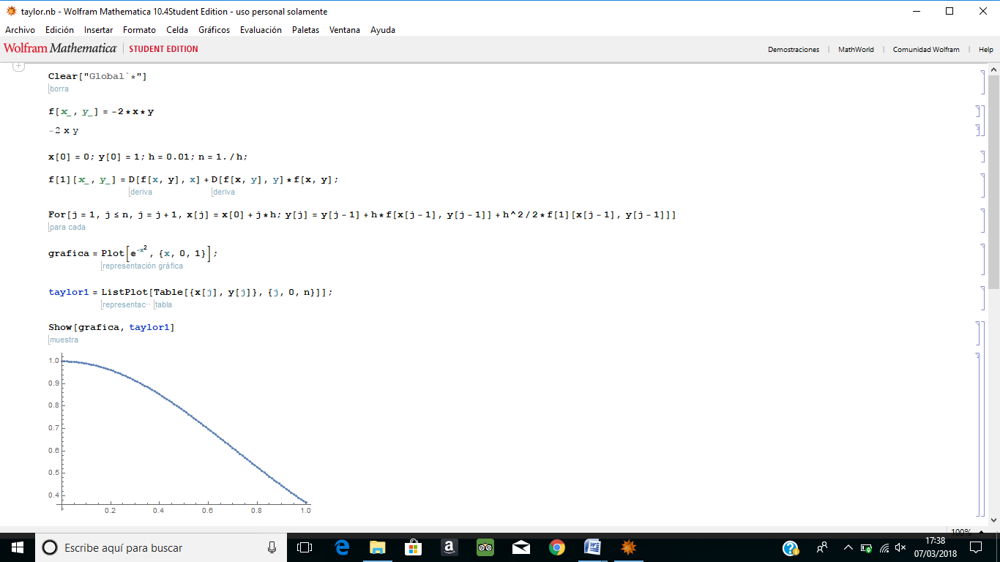 taylor.nb - Wolfram Mathematica 10.4Student Edition - uso personal solamente
Archivo Edición Insertar Formato Celda Gráficos Evaluación Paletas Ventana Ayuda
Wolfram Mathematica | STUDENT EDITION Demostraciones | MathWorld | Comunidad Wolfram | Help
Clear["Global`*"]
borra
f[x_, y_] = -2*x*y
-2 x y
x[0] = 0; y[0] = 1; h = 0.01; n = 1. / h;
f[1][x_, y_] = D[f[x, y], x] + D[f[x, y], y] * f[x, y];
deriva deriva
For[j = 1, j ≤ n, j = j + 1, x[j] = x[0] + j * h; y[j] = y[j - 1] + h * f[x[j - 1], y[j - 1]] + h^2 / 2 * f[1][x[j - 1], y[j - 1]]]
para cada
grafica = Plot[e^-x^2, {x, 0, 1}];
representación gráfica
taylor1 = ListPlot[Table[{x[j], y[j]}, {j, 0, n}]];
representac·· tabla
Show[grafica, taylor1]
muestra
1.0
0.9
0.8
0.7
0.6
0.5
0.4
0.2 0.4 0.6 0.8 1.0
100%
Escribe aquí para buscar
17:38
07/03/2018